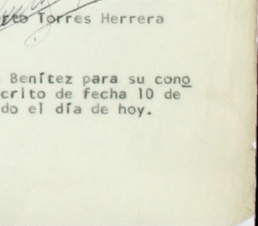 rto Torres Herrera
Benítez para su cono
crito de fecha 10 de
do el día de hoy.